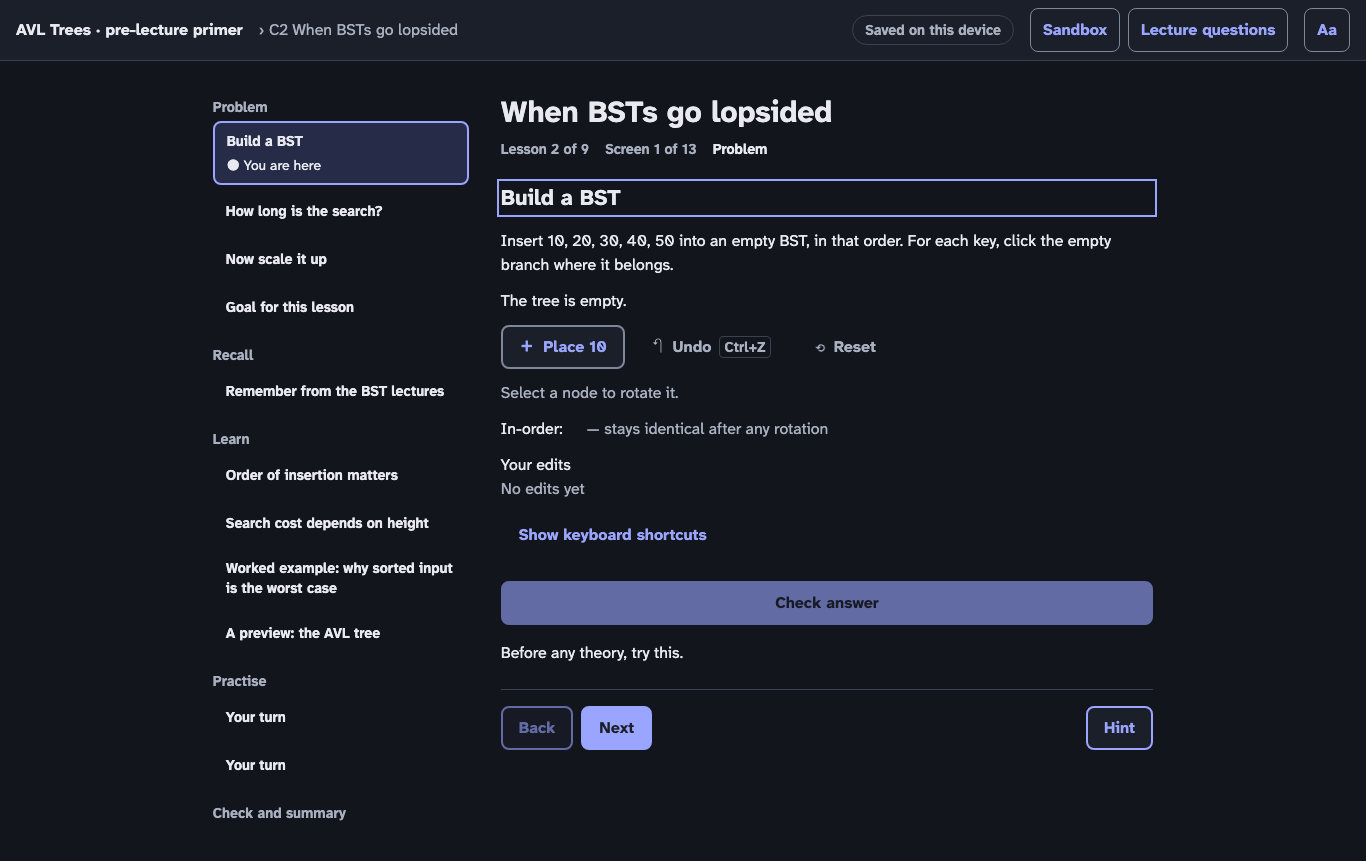 AVL Trees · pre-lecture primer › C2 When BSTs go lopsided
Saved on this device
Sandbox
Lecture questions
Aa
Problem
Build a BST
You are here
How long is the search?
Now scale it up
Goal for this lesson
Recall
Remember from the BST lectures
Learn
Order of insertion matters
Search cost depends on height
Worked example: why sorted input
is the worst case
A preview: the AVL tree
Practise
Your turn
Your turn
Check and summary
When BSTs go lopsided
Lesson 2 of 9 Screen 1 of 13 Problem
Build a BST
Insert 10, 20, 30, 40, 50 into an empty BST, in that order. For each key, click the empty
branch where it belongs.
The tree is empty.
+ Place 10
Undo Ctrl+Z
Reset
Select a node to rotate it.
In-order: — stays identical after any rotation
Your edits
No edits yet
Show keyboard shortcuts
Check answer
Before any theory, try this.
Back
Next
Hint